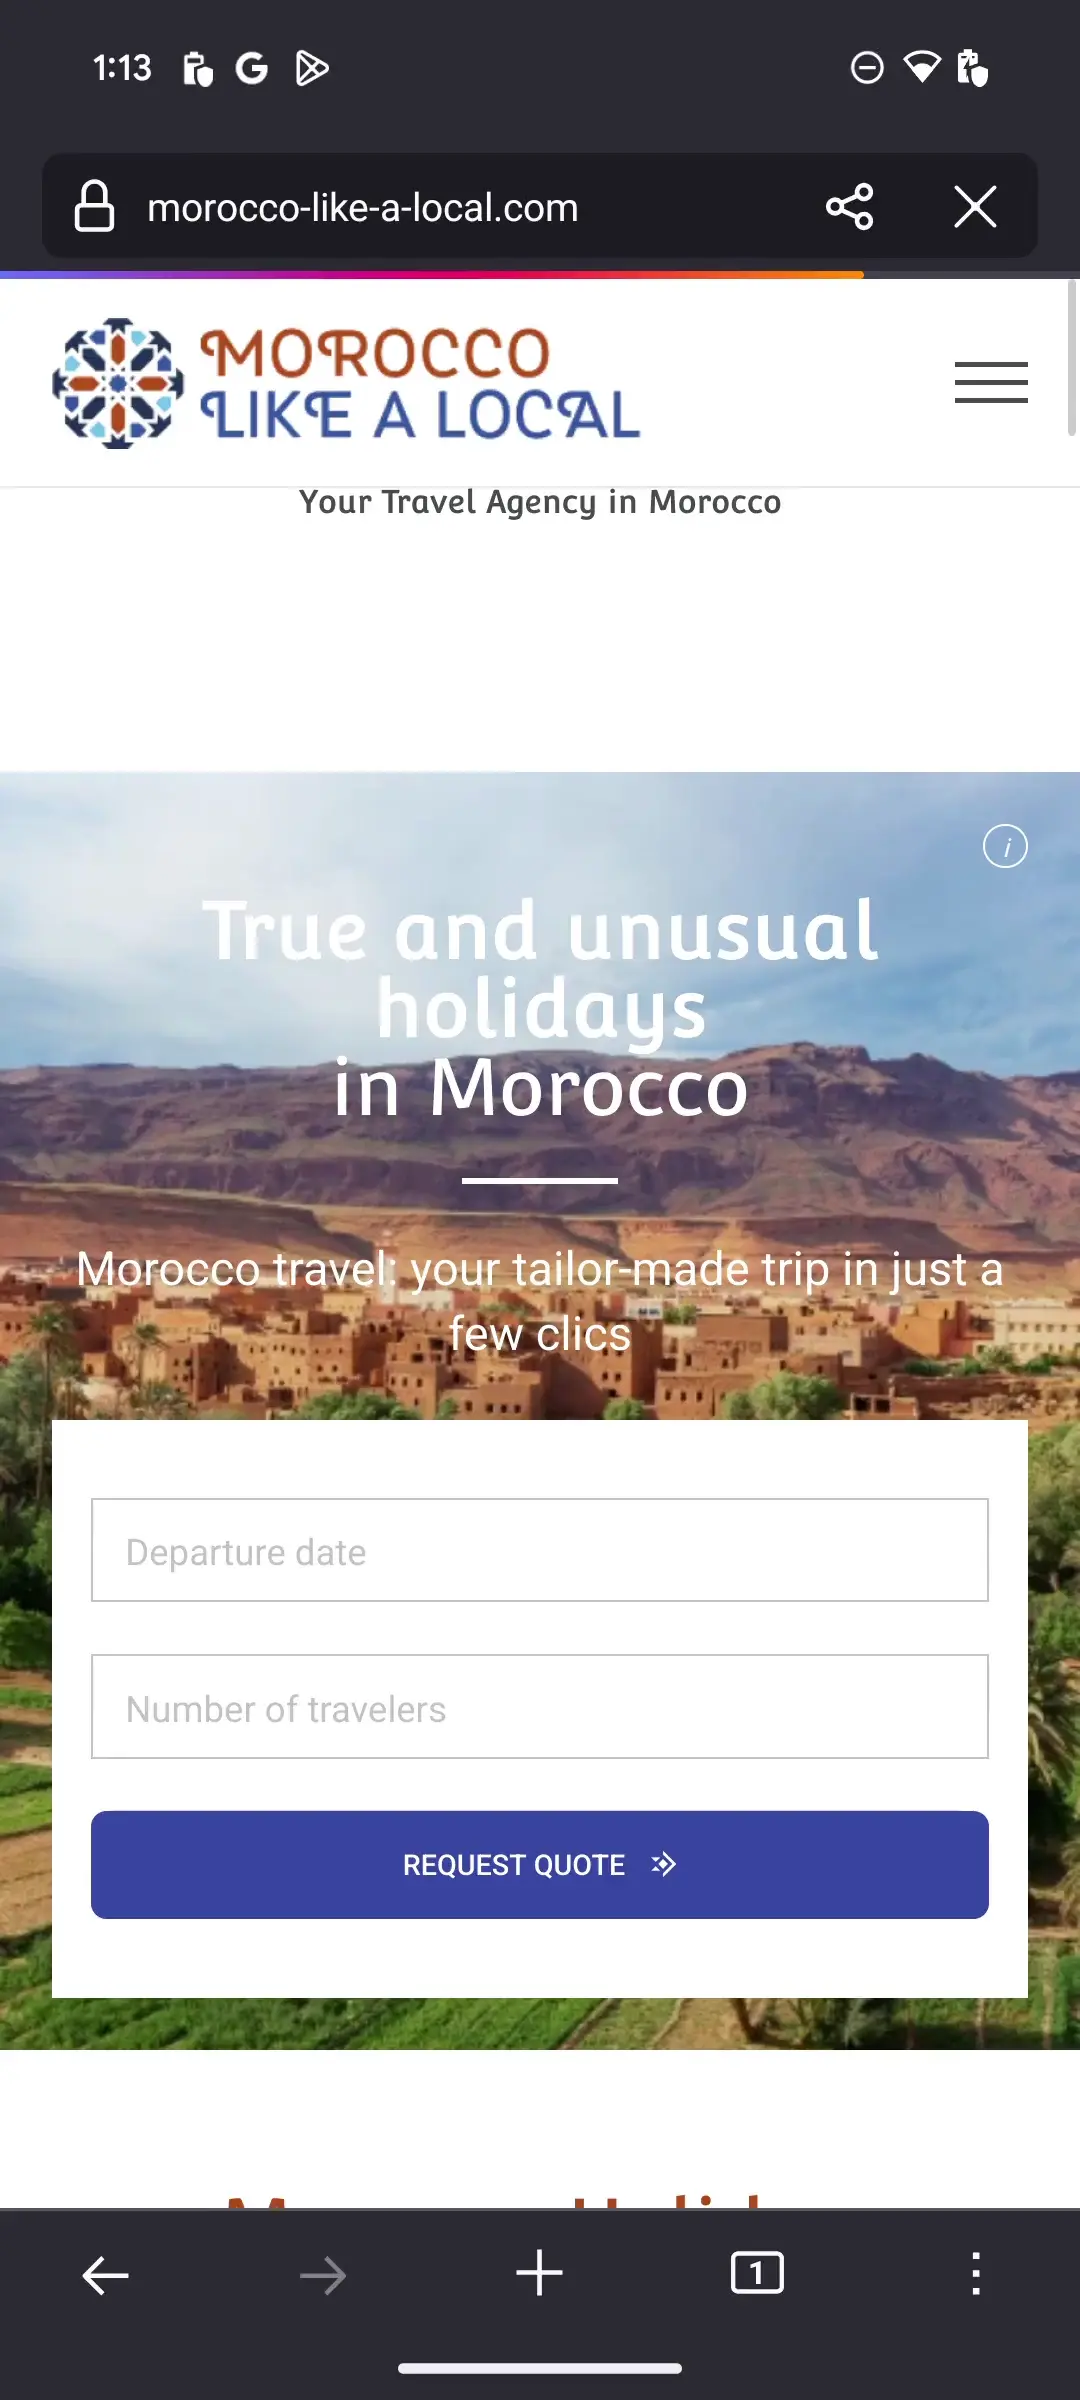 1:13
morocco-like-a-local.com
MOROCCO
LIKE A LOCAL
Your Travel Agency in Morocco
i
True and unusual
holidays
in Morocco
Morocco travel: your tailor-made trip in just a
few clics
Departure date
Number of travelers
REQUEST QUOTE
1